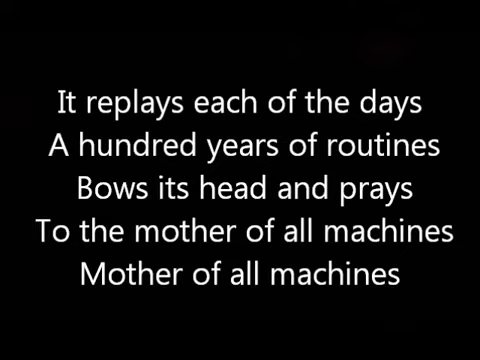 It replays each of the days
A hundred years of routines
Bows its head and prays
To the mother of all machines
Mother of all machines